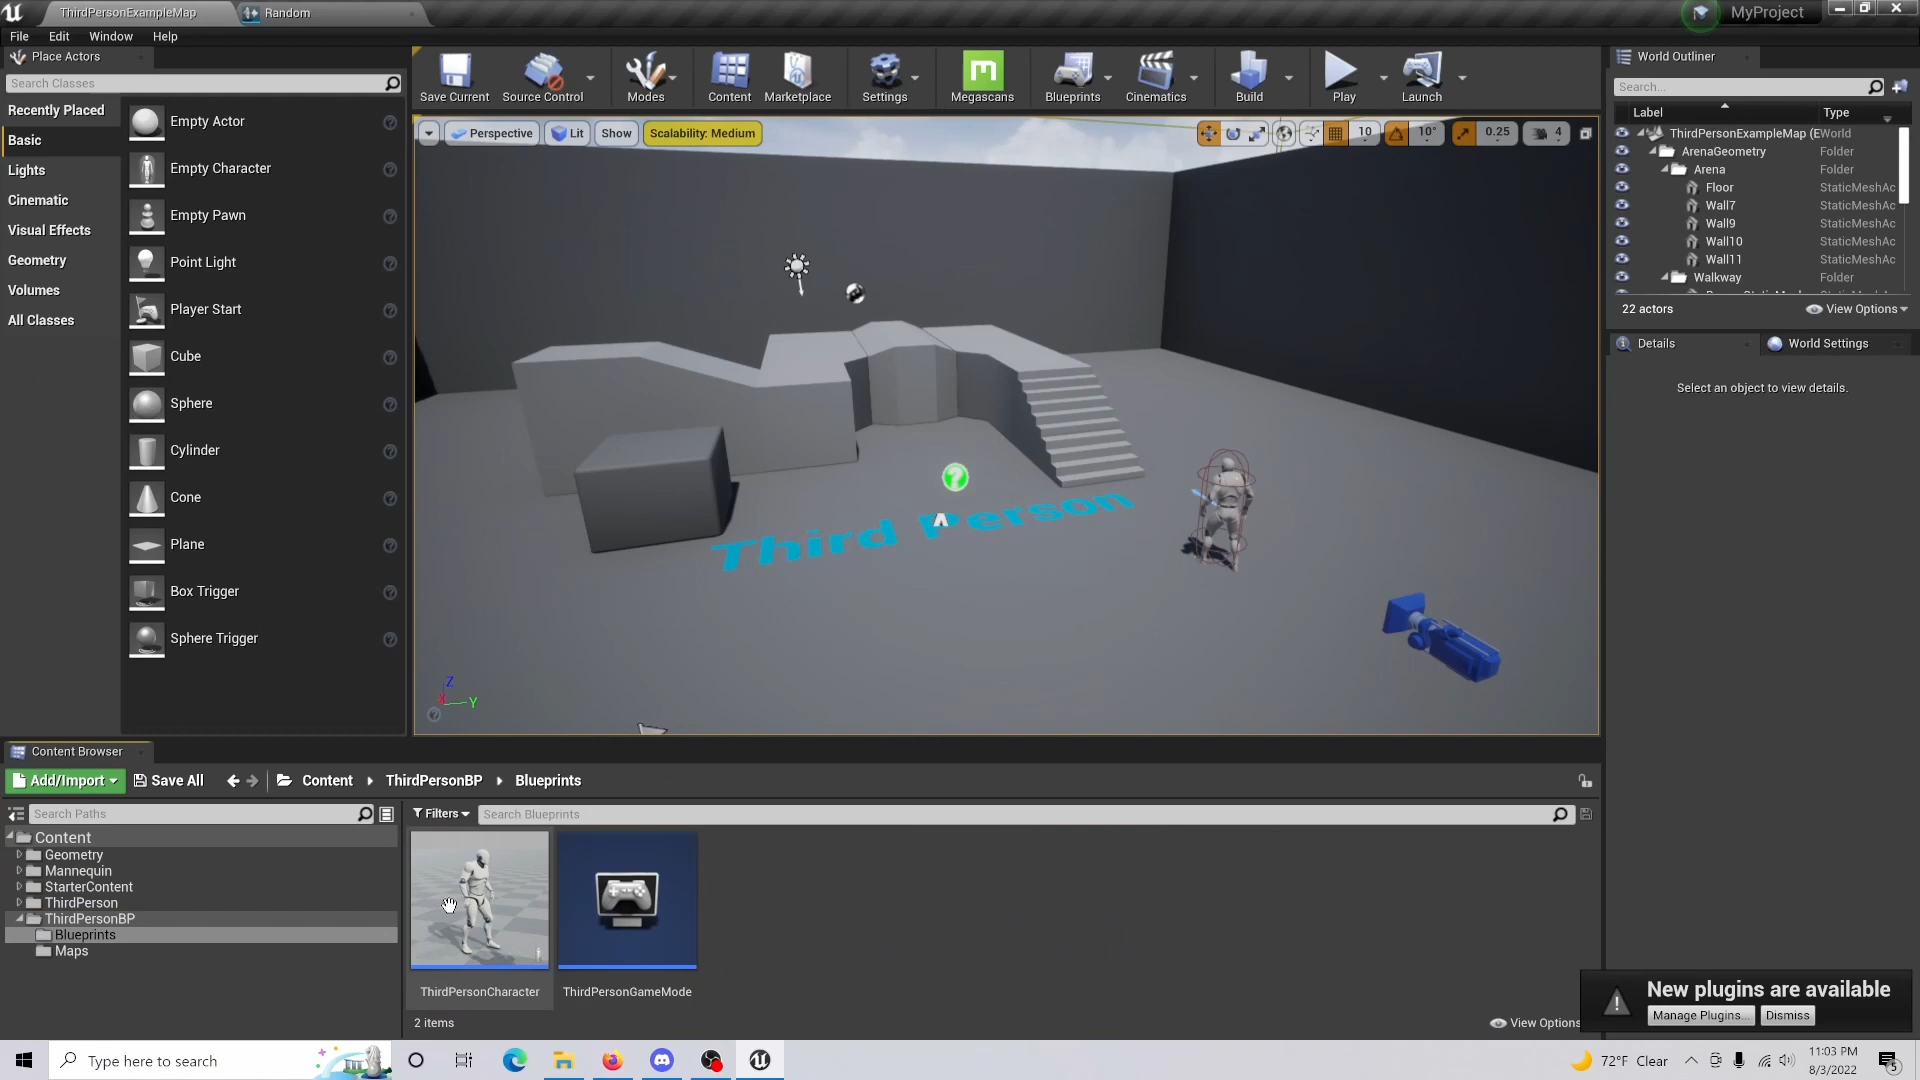 ThirdPersonExampleMap
Random
MyProject
File Edit Window Help
Place Actors
Search Classes
Recently Placed
Basic
Lights
Cinematic
Visual Effects
Geometry
Volumes
All Classes
Empty Actor
Empty Character
Empty Pawn
Point Light
Player Start
Cube
Sphere
Cylinder
Cone
Plane
Box Trigger
Sphere Trigger
Save Current
Source Control
Modes
Content
Marketplace
Settings
Megascans
Blueprints
Cinematics
Build
Play
Launch
Perspective
Lit
Show
Scalability: Medium
10
10°
0.25
4
Third Person
Z
X
Y
World Outliner
Search...
Label Type
ThirdPersonExampleMap (E World
ArenaGeometry Folder
Arena Folder
Floor StaticMeshAc
Wall7 StaticMeshAc
Wall9 StaticMeshAc
Wall10 StaticMeshAc
Wall11 StaticMeshAc
Walkway Folder
22 actors
View Options
Details
World Settings
Select an object to view details.
Content Browser
Add/Import
Save All
Content
ThirdPersonBP
Blueprints
Search Paths
Filters
Search Blueprints
Content
Geometry
Mannequin
StarterContent
ThirdPerson
ThirdPersonBP
Blueprints
Maps
ThirdPersonCharacter
ThirdPersonGameMode
2 items
View Options
New plugins are available
Manage Plugins...
Dismiss
Type here to search
72°F Clear
11:03 PM
8/3/2022
5